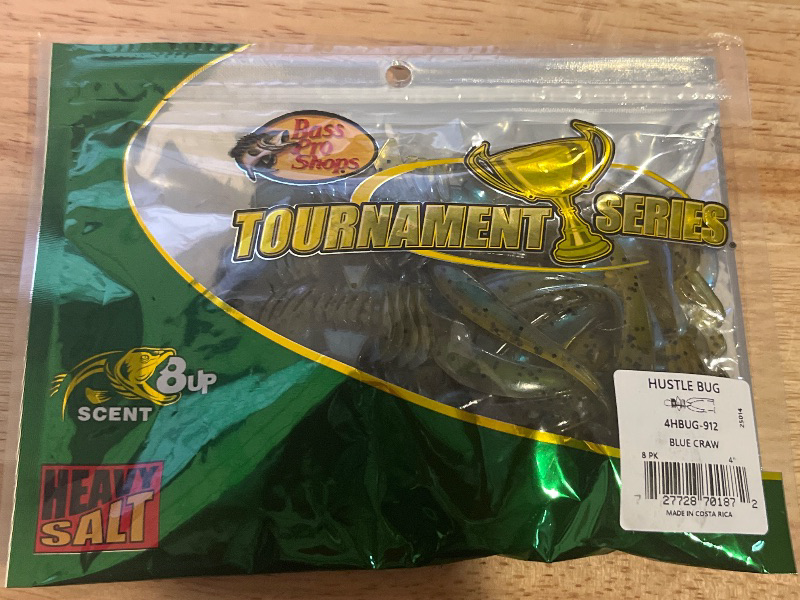 Bass
Pro
Shops
TOURNAMENT SERIES
8UP
SCENT
HEAVY
SALT
HUSTLE BUG
4HBUG-912
25014
BLUE CRAW
8 PK 4"
7 27728 70187 2
MADE IN COSTA RICA